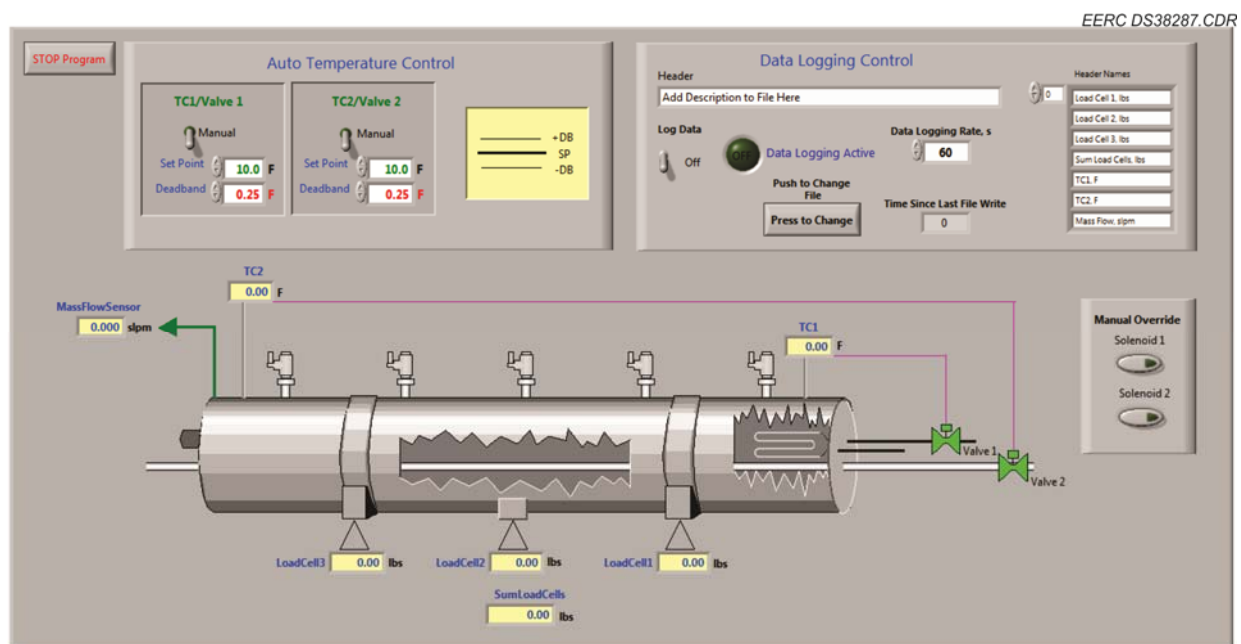 EERC DS38287.CDR
STOP Program
Auto Temperature Control
TC1/Valve 1
Manual
Set Point 10.0 F
Deadband 0.25 F
TC2/Valve 2
Manual
Set Point 10.0 F
Deadband 0.25 F
+DB
SP
-DB
Data Logging Control
Header
Add Description to File Here
Log Data
Off
OFF
Data Logging Active
Data Logging Rate, s
60
Push to Change
File
Press to Change
Time Since Last File Write
0
Header Names
0
Load Cell 1, lbs
Load Cell 2, lbs
Load Cell 3, lbs
Sum Load Cells, lbs
TC1, F
TC2, F
Mass Flow, slpm
TC2
0.00 F
MassFlowSensor
0.000 slpm
TC1
0.00 F
Valve 1
Valve 2
Manual Override
Solenoid 1
Solenoid 2
LoadCell3 0.00 lbs
LoadCell2 0.00 lbs
LoadCell1 0.00 lbs
SumLoadCells
0.00 lbs